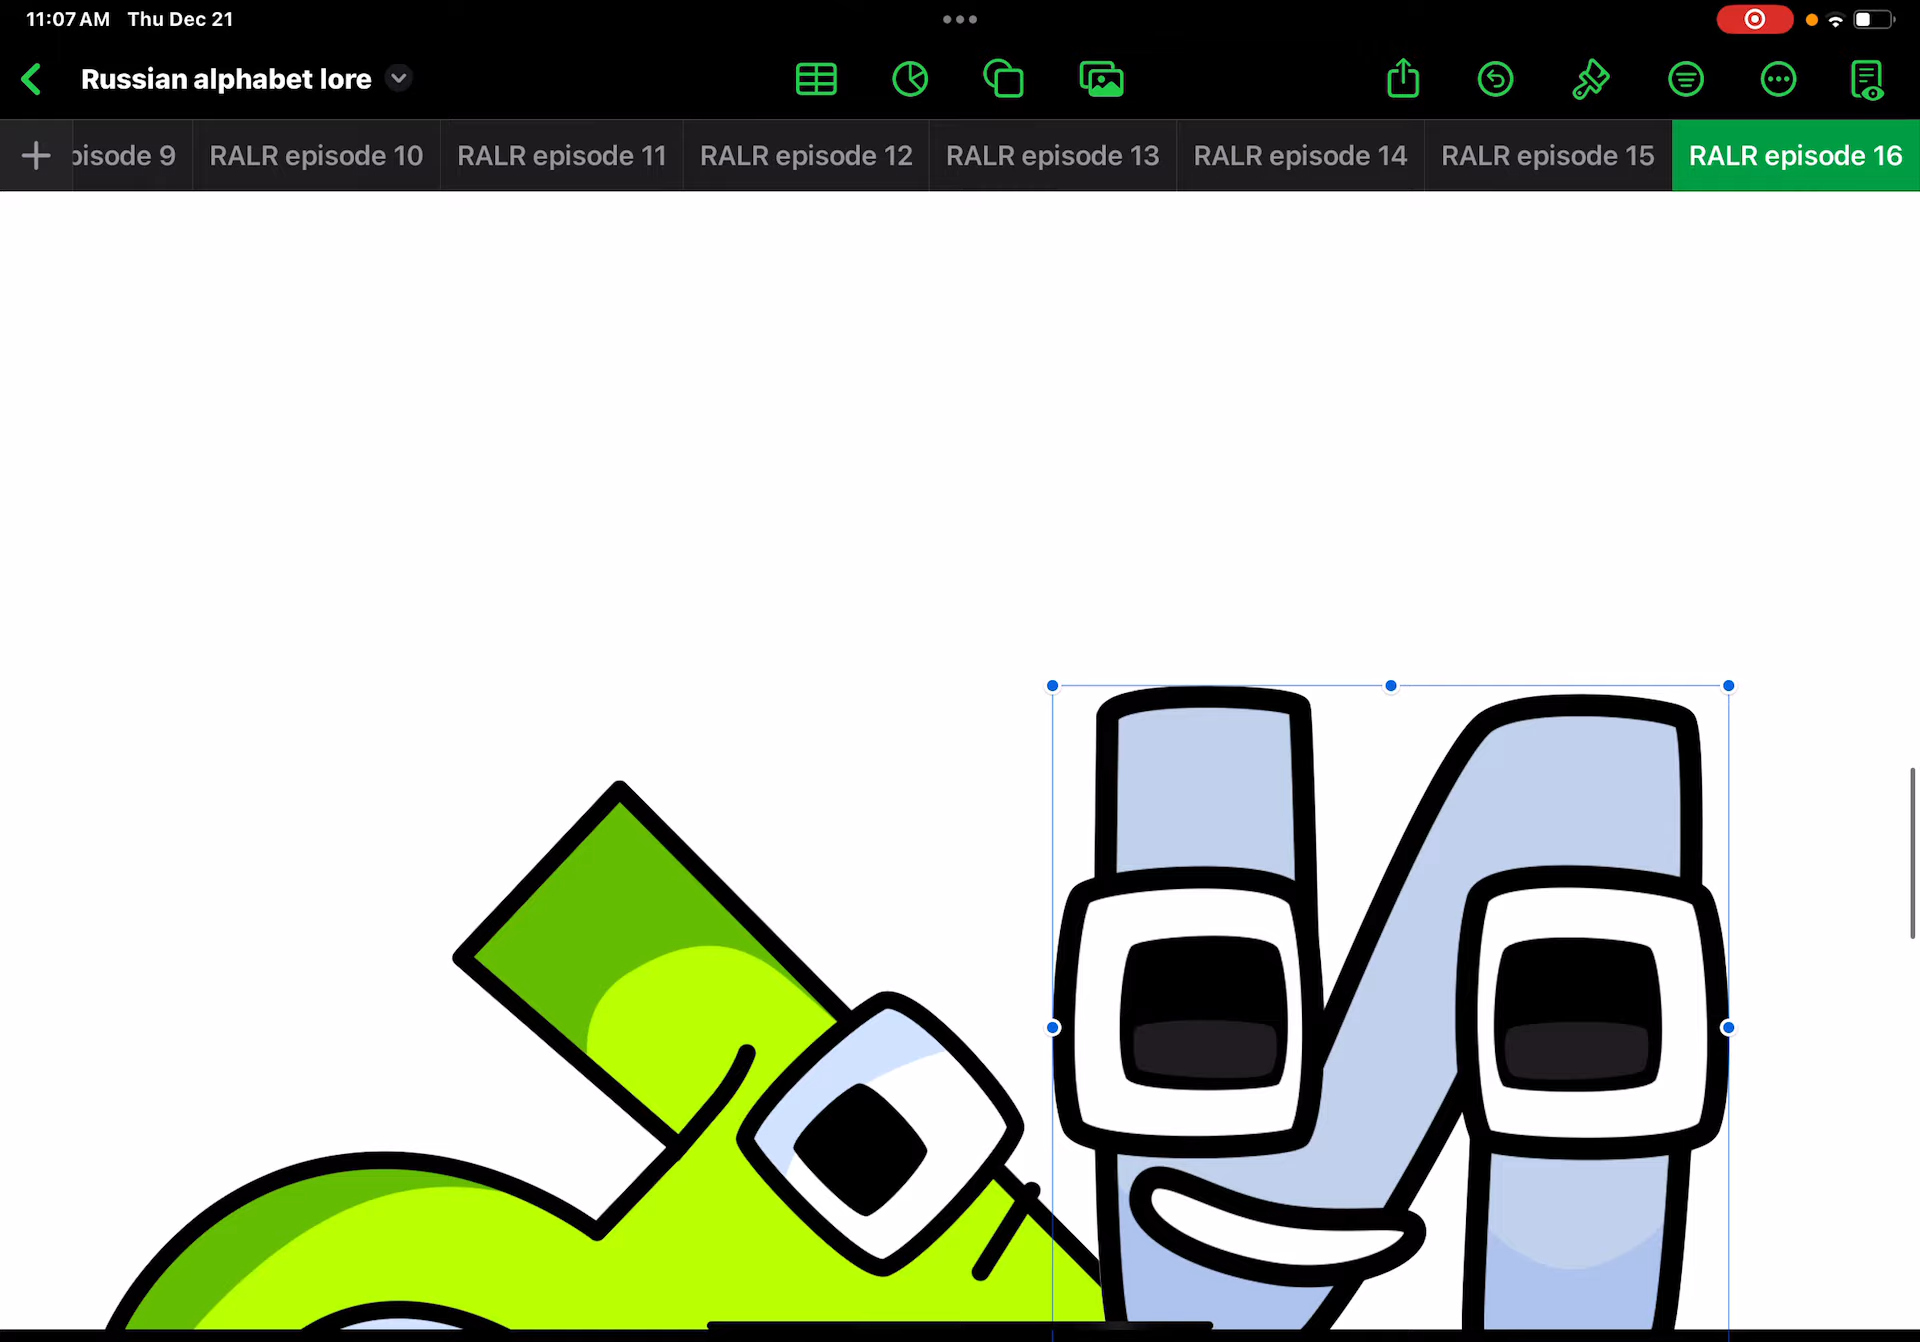 11:07 AM Thu Dec 21
Russian alphabet lore
pisode 9 RALR episode 10 RALR episode 11 RALR episode 12 RALR episode 13 RALR episode 14 RALR episode 15 RALR episode 16